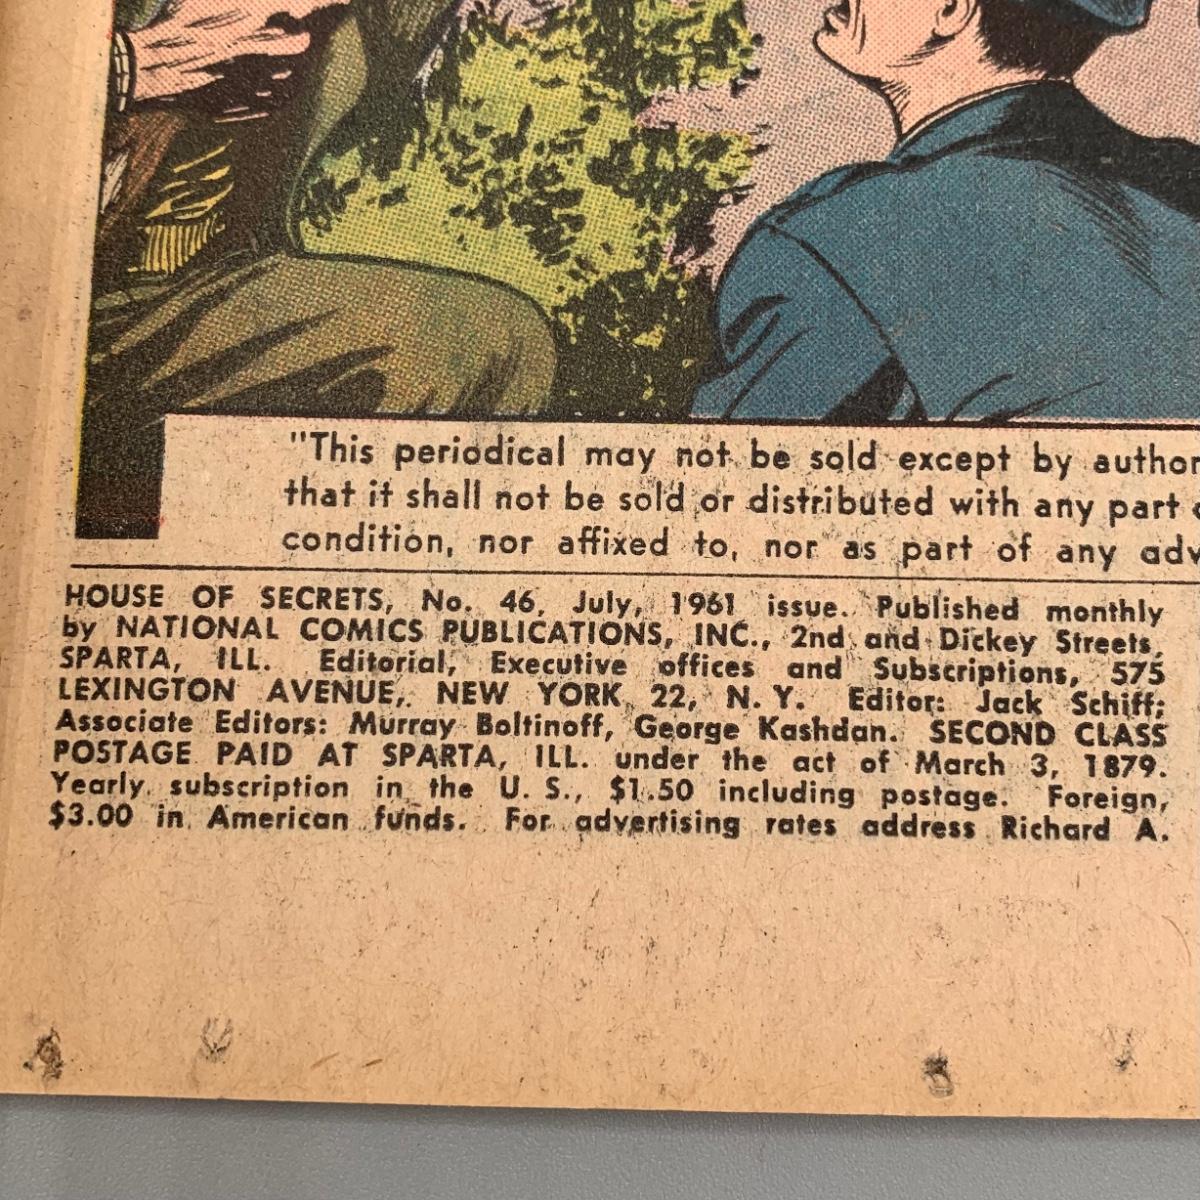 "This periodical may not be sold except by author
that it shall not be sold or distributed with any part
condition, nor affixed to, nor as part of any adv
HOUSE OF SECRETS, No. 46, July, 1961 issue. Published monthly
by NATIONAL COMICS PUBLICATIONS, INC., 2nd and Dickey Streets,
SPARTA, ILL. Editorial, Executive offices and Subscriptions, 575
LEXINGTON AVENUE, NEW YORK 22, N. Y. Editor: Jack Schiff;
Associate Editors: Murray Boltinoff, George Kashdan. SECOND CLASS
POSTAGE PAID AT SPARTA, ILL. under the act of March 3, 1879.
Yearly subscription in the U. S., $1.50 including postage. Foreign,
$3.00 in American funds. For advertising rates address Richard A.